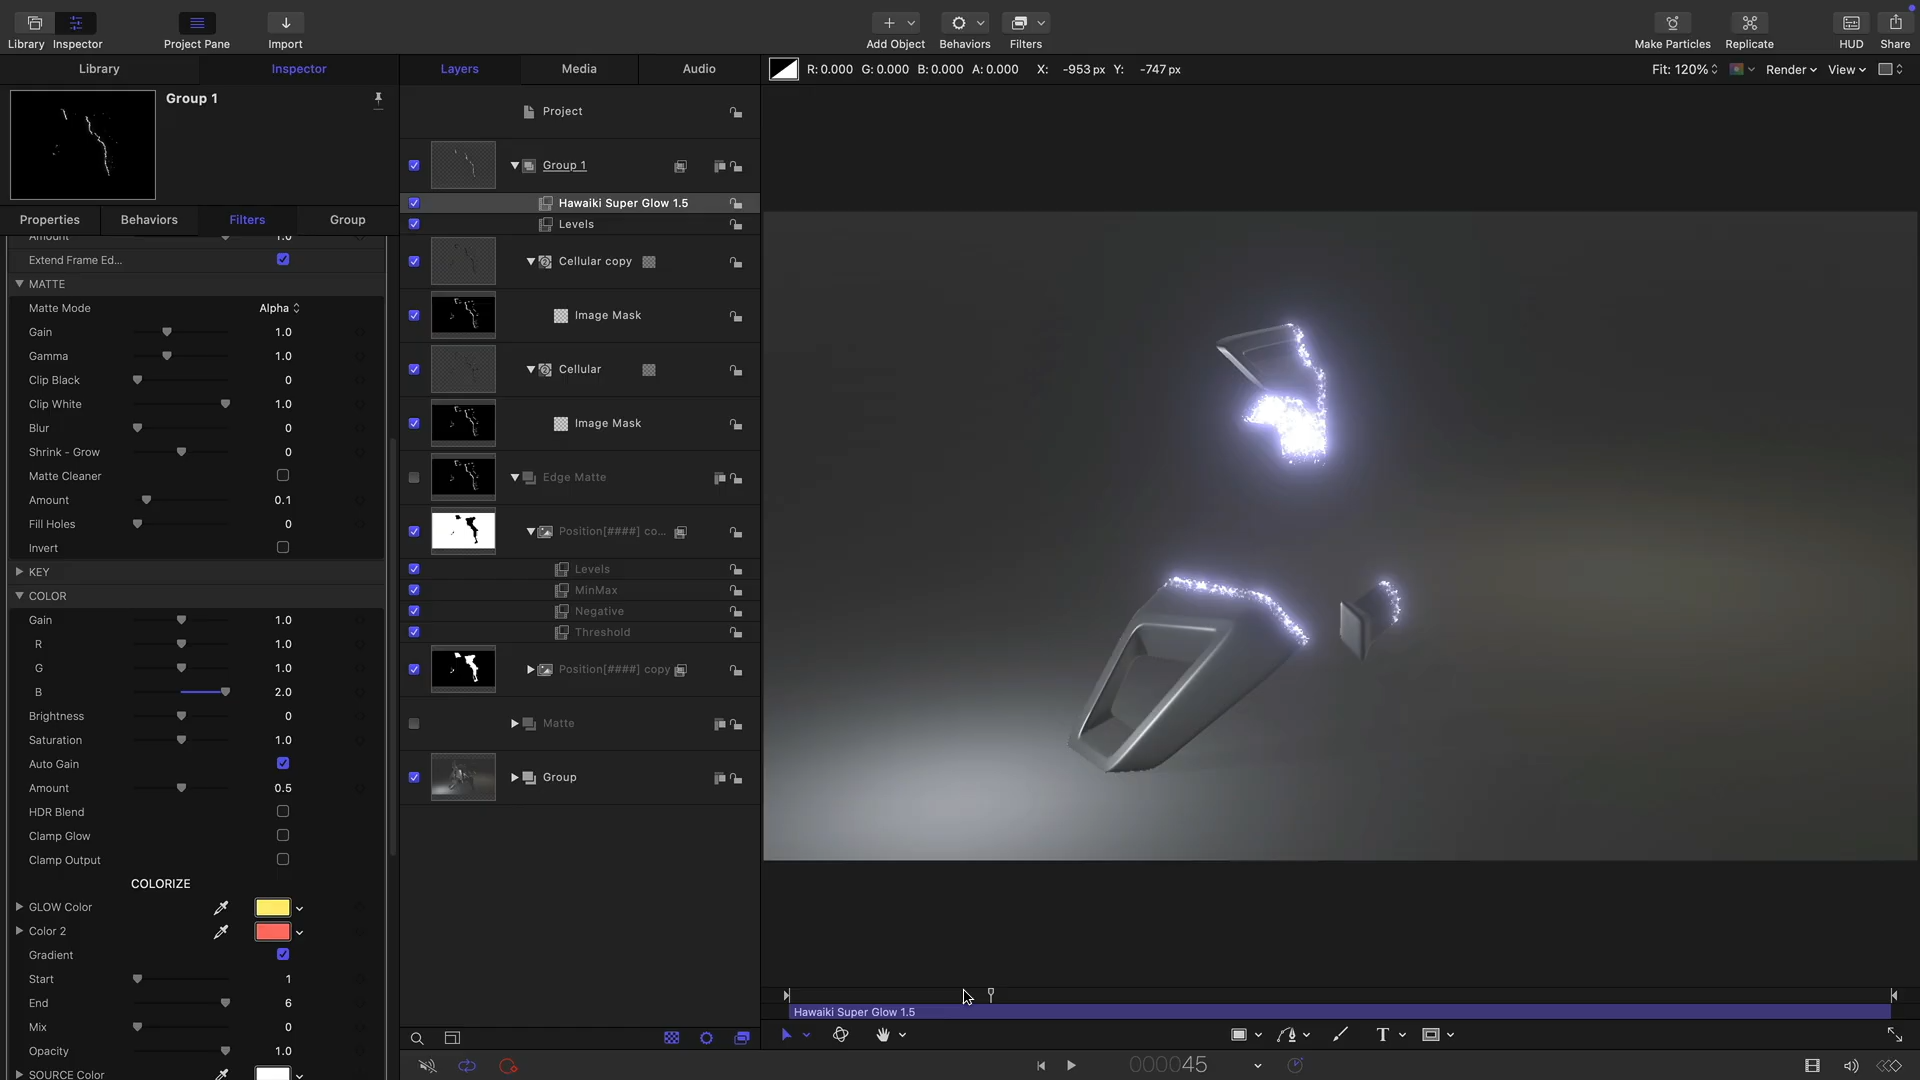 Library
Inspector
Project Pane
Import
Add Object
Behaviors
Filters
Make Particles
Replicate
HUD
Share
Library
Inspector
Layers
Media
Audio
R: 0.000 G: 0.000 B: 0.000 A: 0.000 X: -953 px Y: -747 px
Fit: 120%
Render
View
Group 1
Properties
Behaviors
Filters
Group
Amount 1.0
Extend Frame Ed...
MATTE
Matte Mode Alpha
Gain 1.0
Gamma 1.0
Clip Black 0
Clip White 1.0
Blur 0
Shrink - Grow 0
Matte Cleaner
Amount 0.1
Fill Holes 0
Invert
KEY
COLOR
Gain 1.0
R 1.0
G 1.0
B 2.0
Brightness 0
Saturation 1.0
Auto Gain
Amount 0.5
HDR Blend
Clamp Glow
Clamp Output
COLORIZE
GLOW Color
Color 2
Gradient
Start 1
End 6
Mix 0
Opacity 1.0
SOURCE Color
Project
Group 1
Hawaiki Super Glow 1.5
Levels
Cellular copy
Image Mask
Cellular
Image Mask
Edge Matte
Position[####] co...
Levels
MinMax
Negative
Threshold
Position[####] copy
Matte
Group
Hawaiki Super Glow 1.5
T
000045